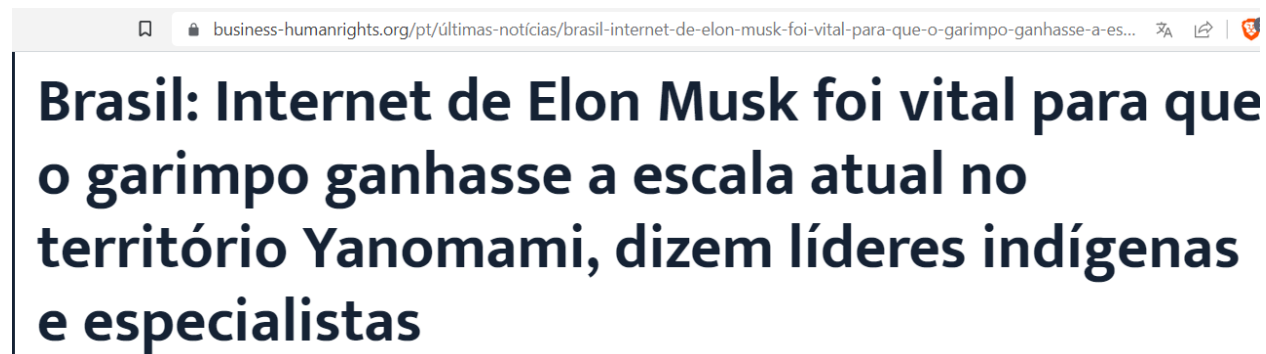 business-humanrights.org/pt/últimas-notícias/brasil-internet-de-elon-musk-foi-vital-para-que-o-garimpo-ganhasse-a-es...
Brasil: Internet de Elon Musk foi vital para que
o garimpo ganhasse a escala atual no
território Yanomami, dizem líderes indígenas
e especialistas